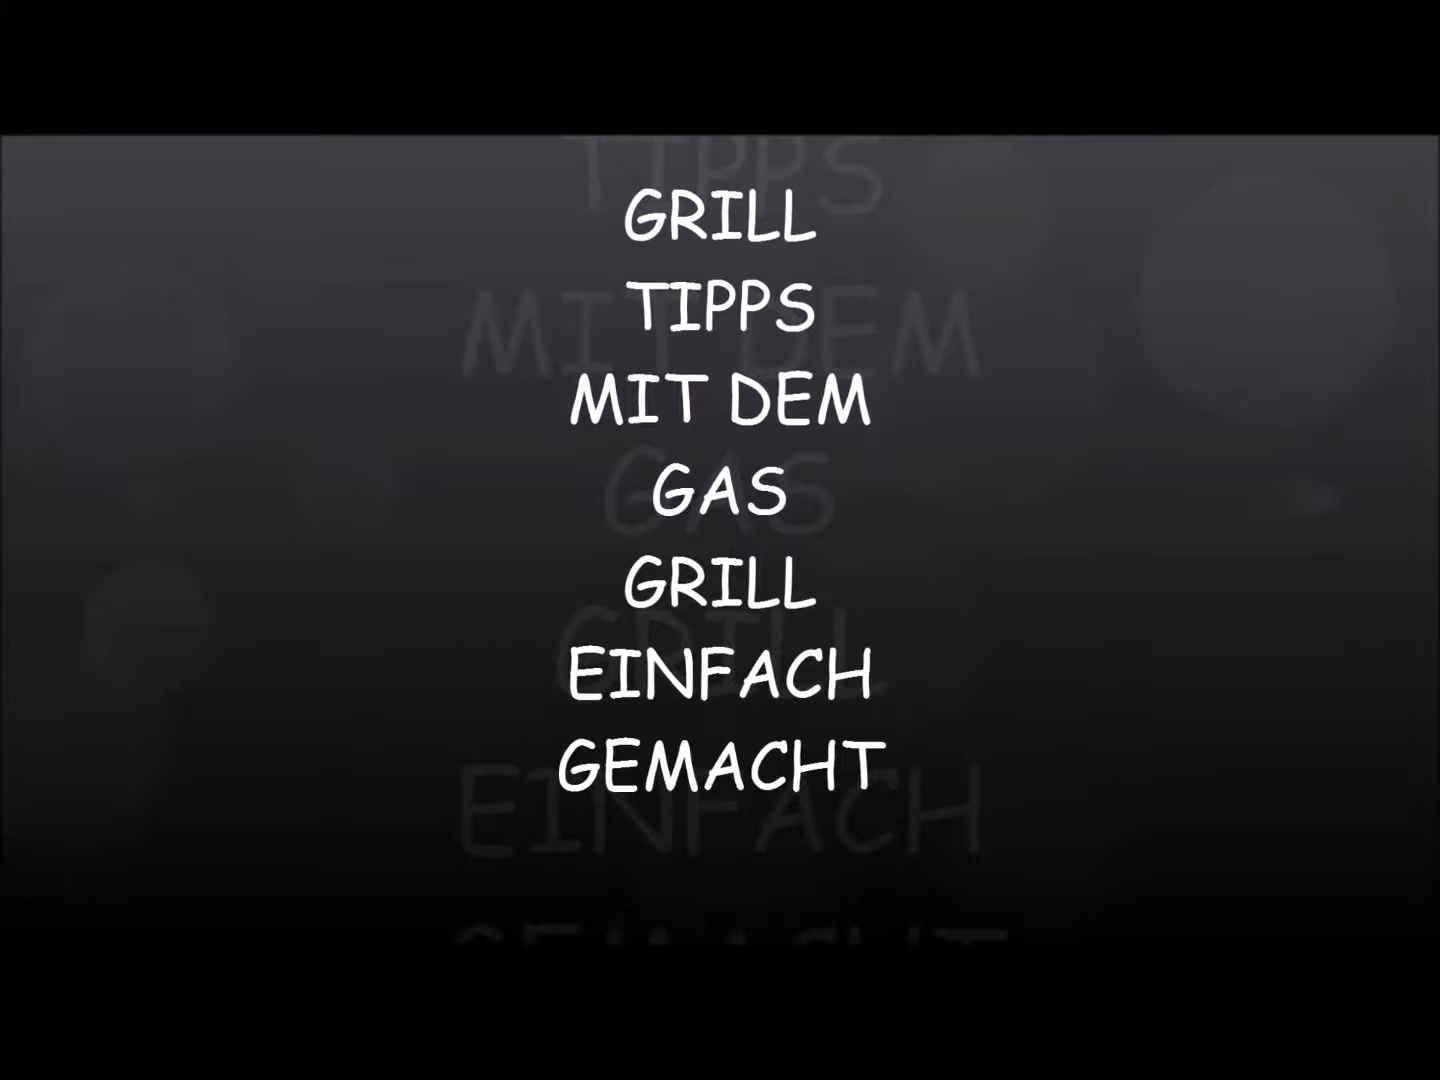 GRILL
TIPPS
MIT DEM
GAS
GRILL
EINFACH
GEMACHT